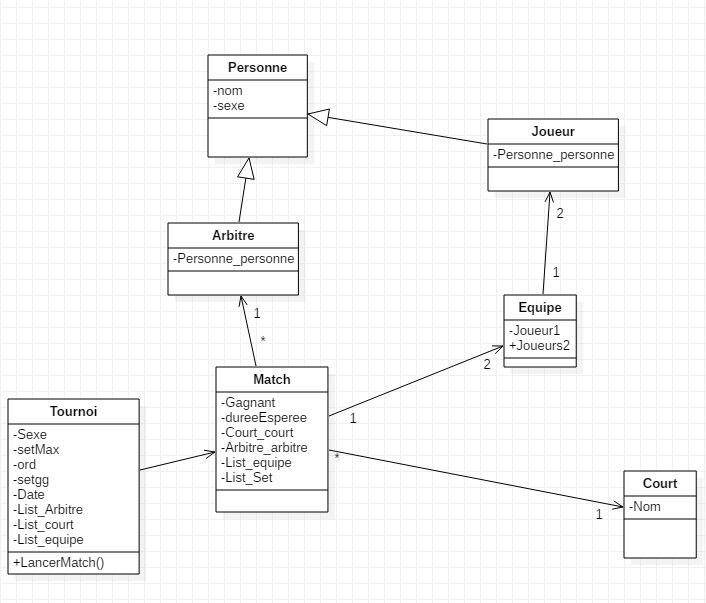 Personne
-nom
-sexe
Joueur
-Personne_personne
2
1
Arbitre
-Personne_personne
1
*
Equipe
-Joueur1
+Joueurs2
2
1
Match
-Gagnant
-dureeEsperee
-Court_court
-Arbitre_arbitre
-List_equipe
-List_Set
*
1
Tournoi
-Sexe
-setMax
-ord
-setgg
-Date
-List_Arbitre
-List_court
-List_equipe
+LancerMatch()
Court
-Nom